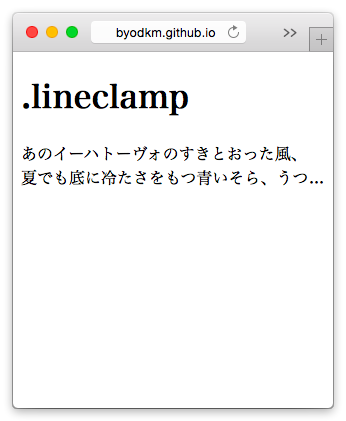 byodkm.github.io
.lineclamp
あのイーハトーヴォのすきとおった風、
夏でも底に冷たさをもつ青いそら、うつ…